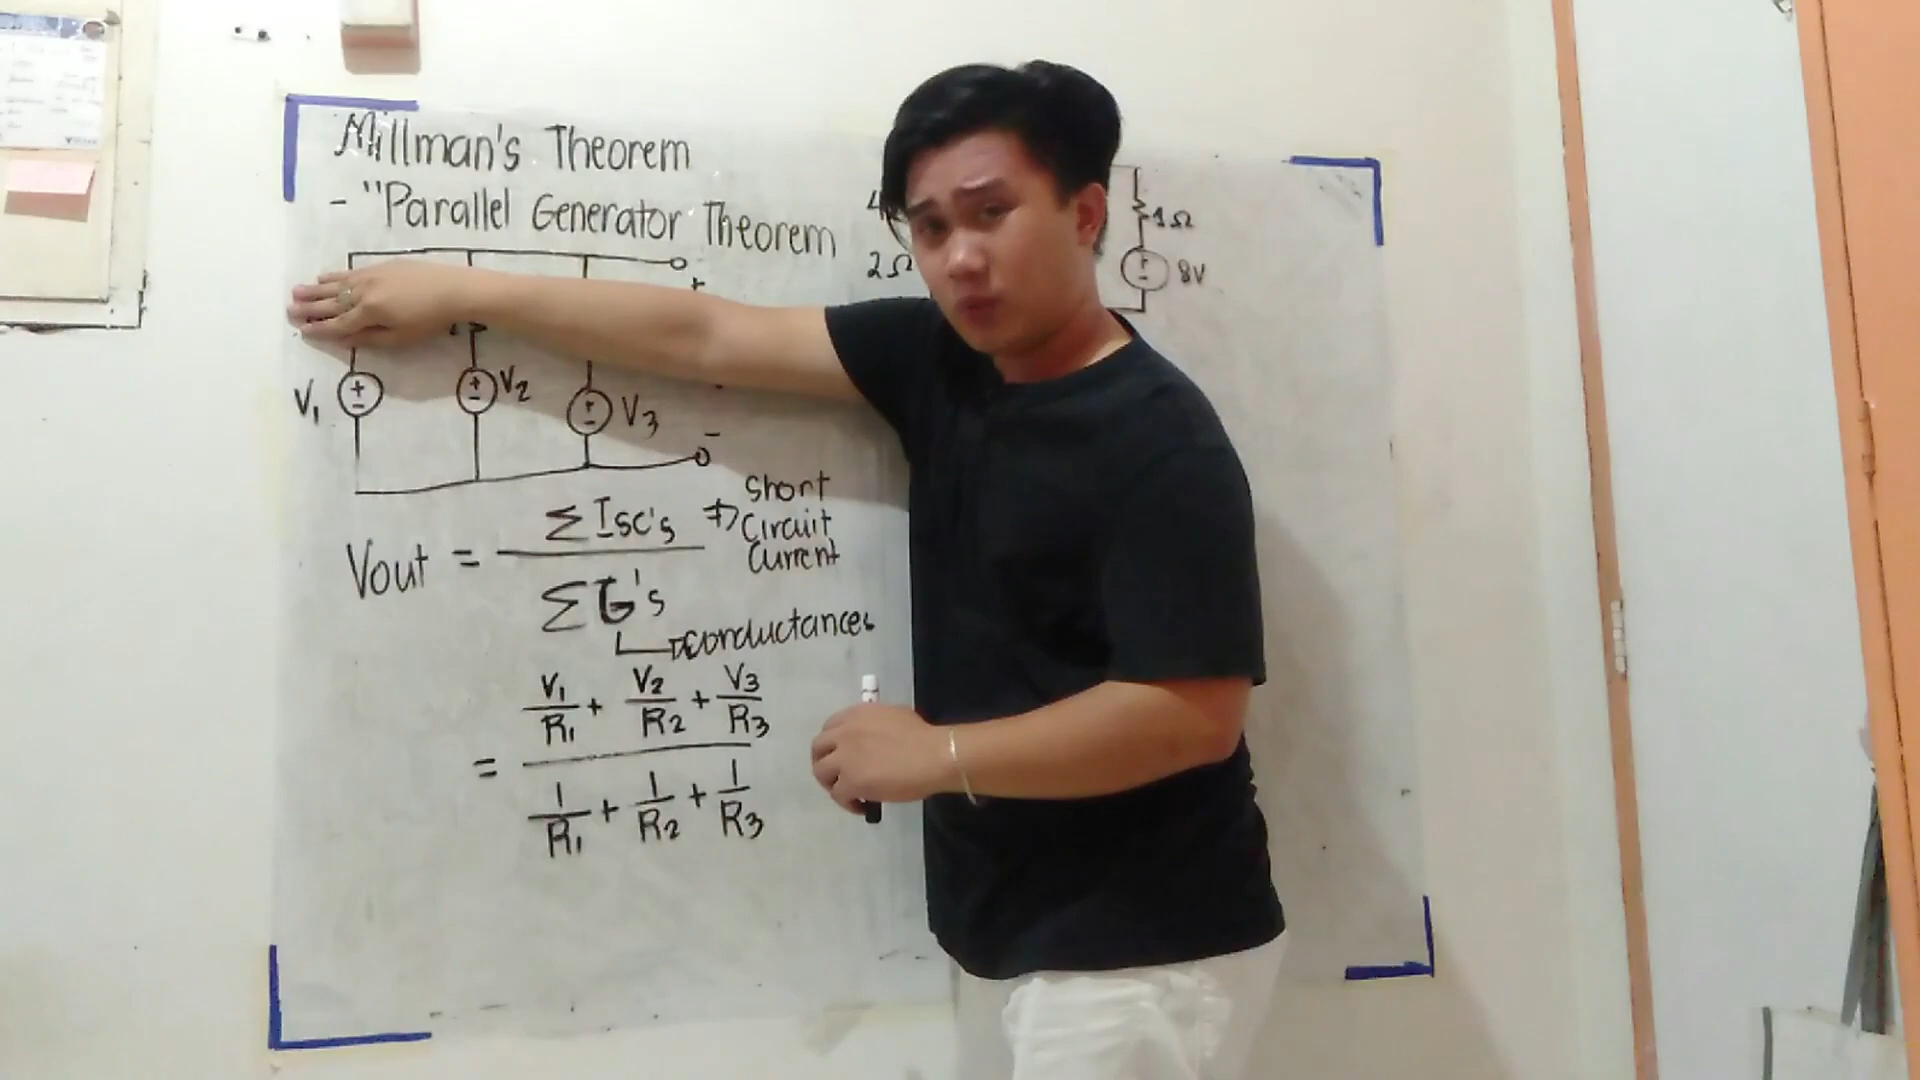 Millman's Theorem
- "Parallel Generator Theorem
+
V1 + - + - V2 + - V3
-
Vout = ΣIsc's ⇒ Short Circuit Current
ΣG's
conductances
= V1/R1 + V2/R2 + V3/R3
1/R1 + 1/R2 + 1/R3
1Ω
2Ω
+ - 8V